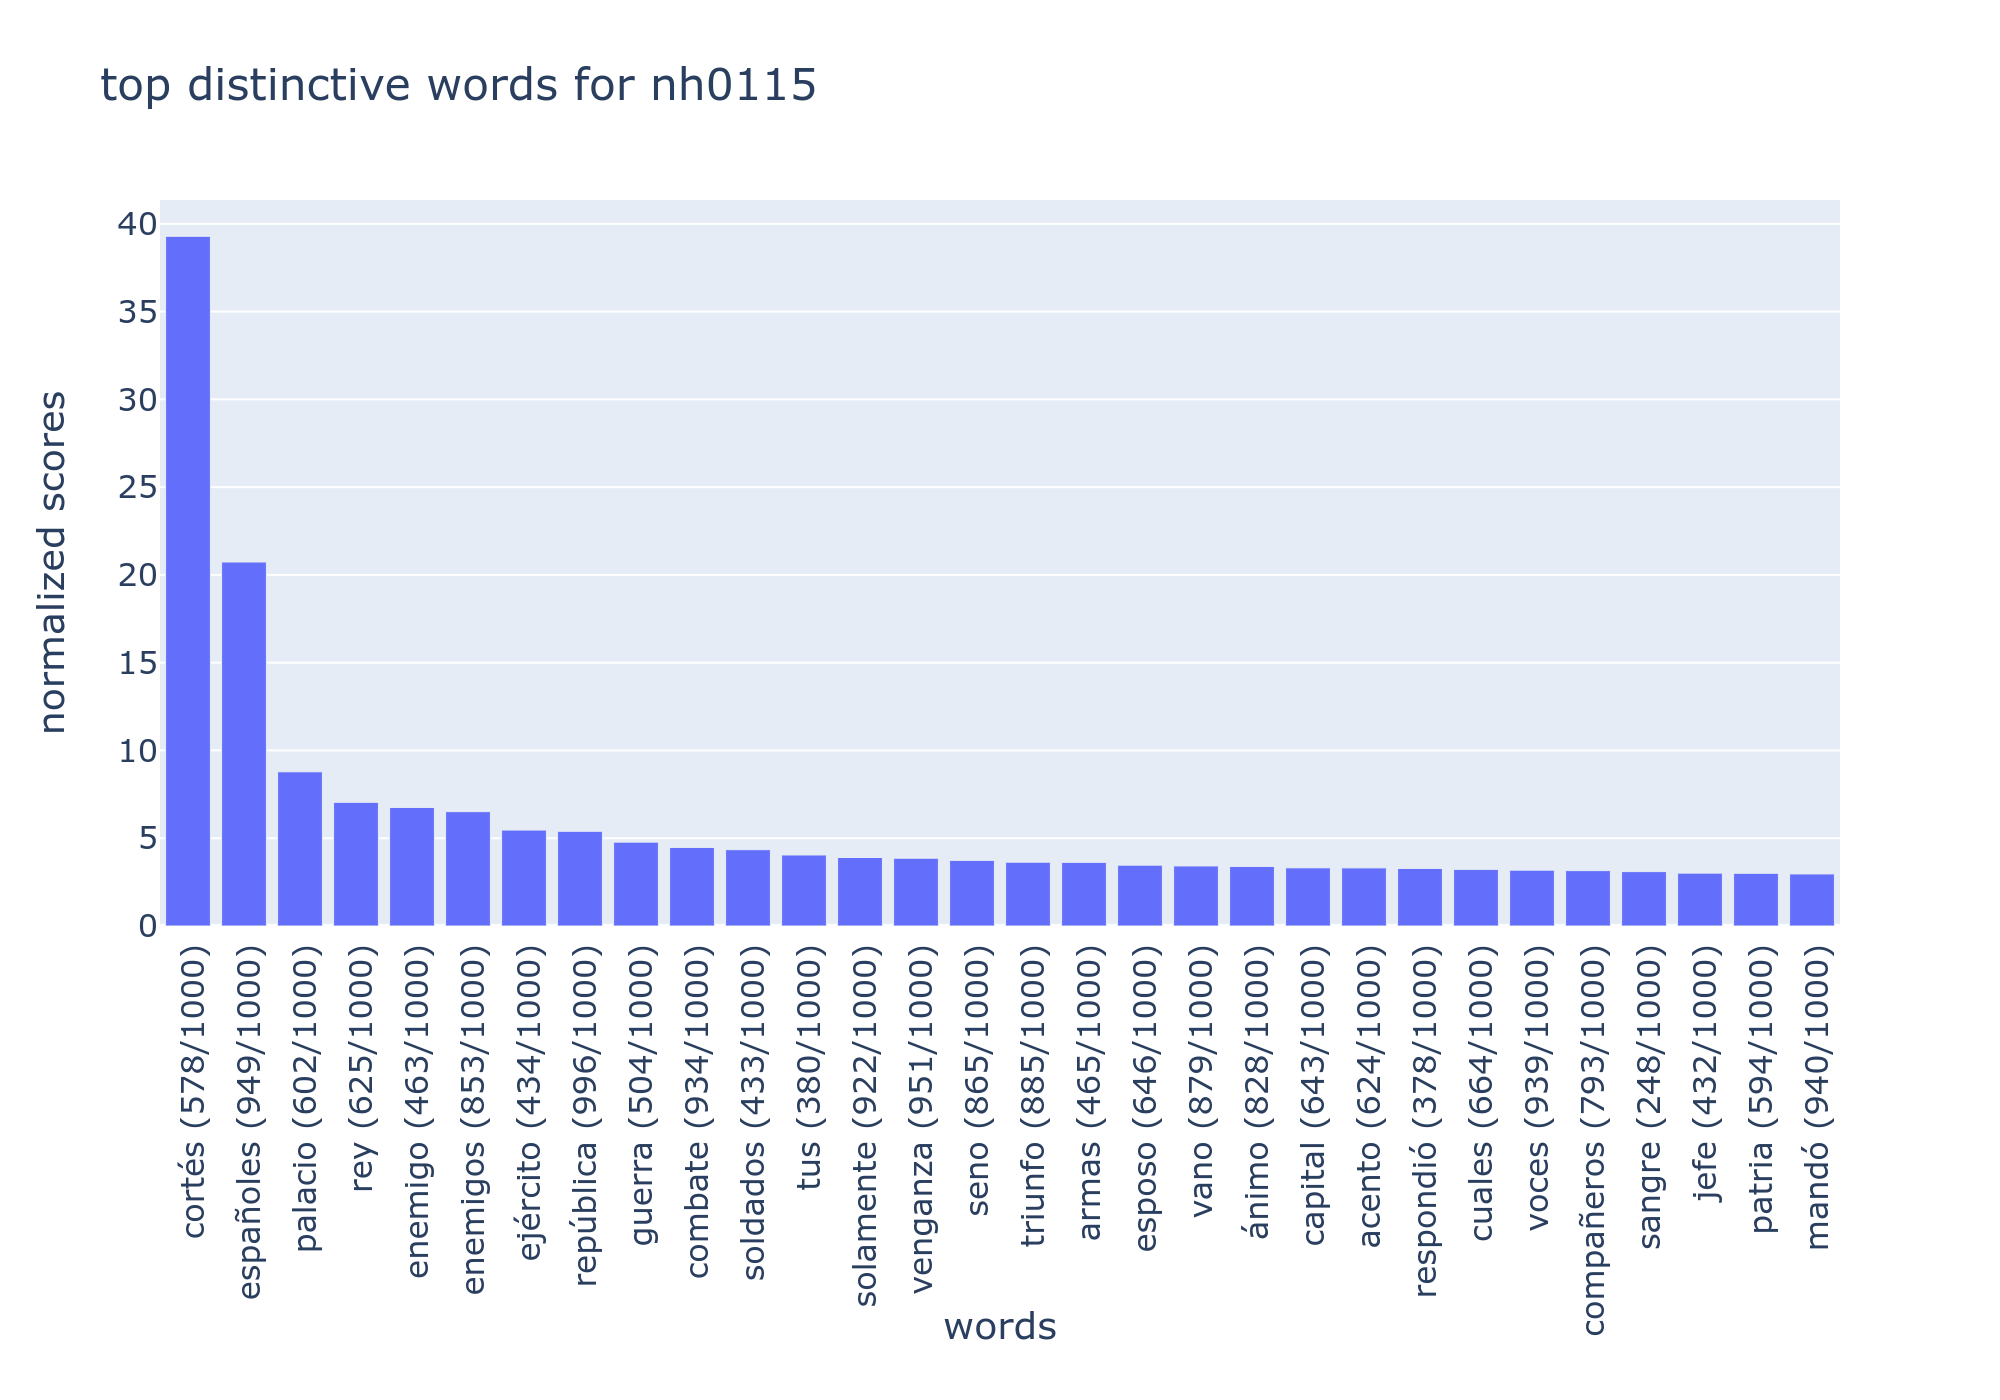 top distinctive words for nh0115
normalized scores
40
35
30
25
20
15
10
5
0
cortés (578/1000)
españoles (949/1000)
palacio (602/1000)
rey (625/1000)
enemigo (463/1000)
enemigos (853/1000)
ejército (434/1000)
república (996/1000)
guerra (504/1000)
combate (934/1000)
soldados (433/1000)
tus (380/1000)
solamente (922/1000)
venganza (951/1000)
seno (865/1000)
triunfo (885/1000)
armas (465/1000)
esposo (646/1000)
vano (879/1000)
ánimo (828/1000)
capital (643/1000)
acento (624/1000)
respondió (378/1000)
cuales (664/1000)
voces (939/1000)
compañeros (793/1000)
sangre (248/1000)
jefe (432/1000)
patria (594/1000)
mandó (940/1000)
words